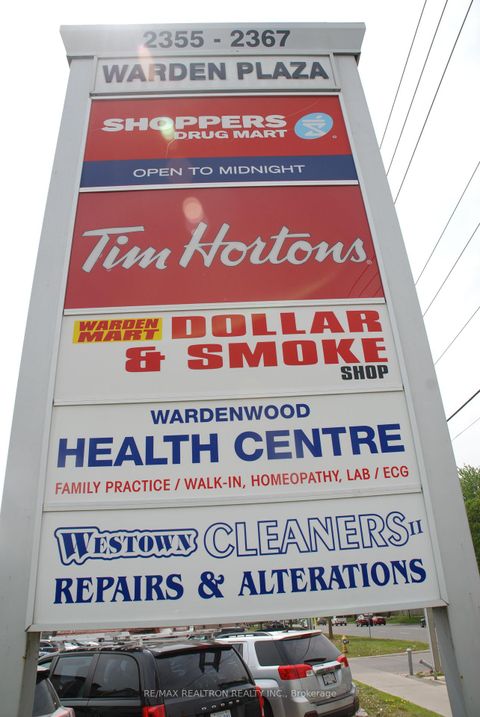 2355 - 2367
WARDEN PLAZA
SHOPPERS
DRUG MART
OPEN TO MIDNIGHT
Tim Hortons
WARDEN MART DOLLAR
& SMOKE
SHOP
WARDENWOOD
HEALTH CENTRE
FAMILY PRACTICE / WALK-IN, HOMEOPATHY, LAB / ECG
WESTOWN CLEANERS II
REPAIRS & ALTERATIONS
RE/MAX REALTRON REALTY INC., Brokerage